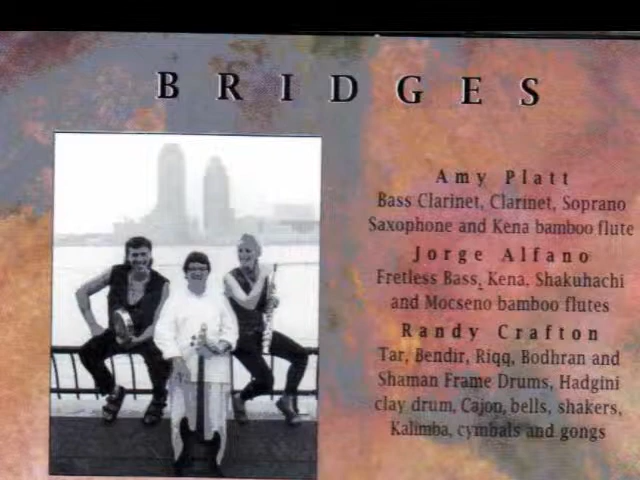 BRIDGES
Amy Platt
Bass Clarinet, Clarinet, Soprano
Saxophone and Kena bamboo flute
Jorge Alfano
Fretless Bass, Kena, Shakuhachi
and Mocseno bamboo flutes
Randy Crafton
Tar, Bendir, Riqq, Bodhran and
Shaman Frame Drums, Hadgini
clay drum, Cajon, bells, shakers,
Kalimba, cymbals and gongs